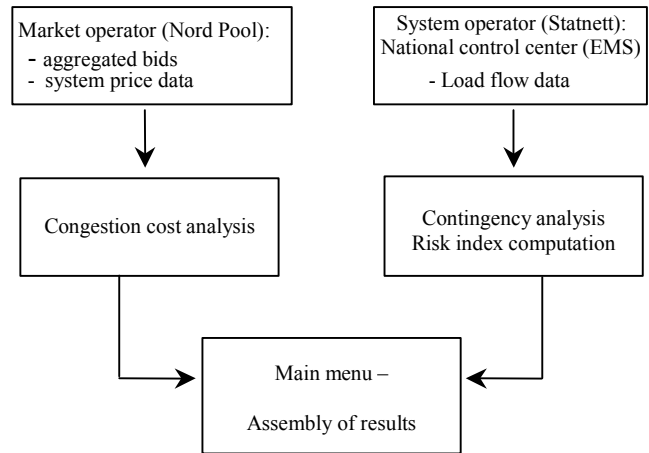 Market operator (Nord Pool):
- aggregated bids
- system price data
System operator (Statnett):
National control center (EMS)
- Load flow data
Congestion cost analysis
Contingency analysis
Risk index computation
Main menu –
Assembly of results